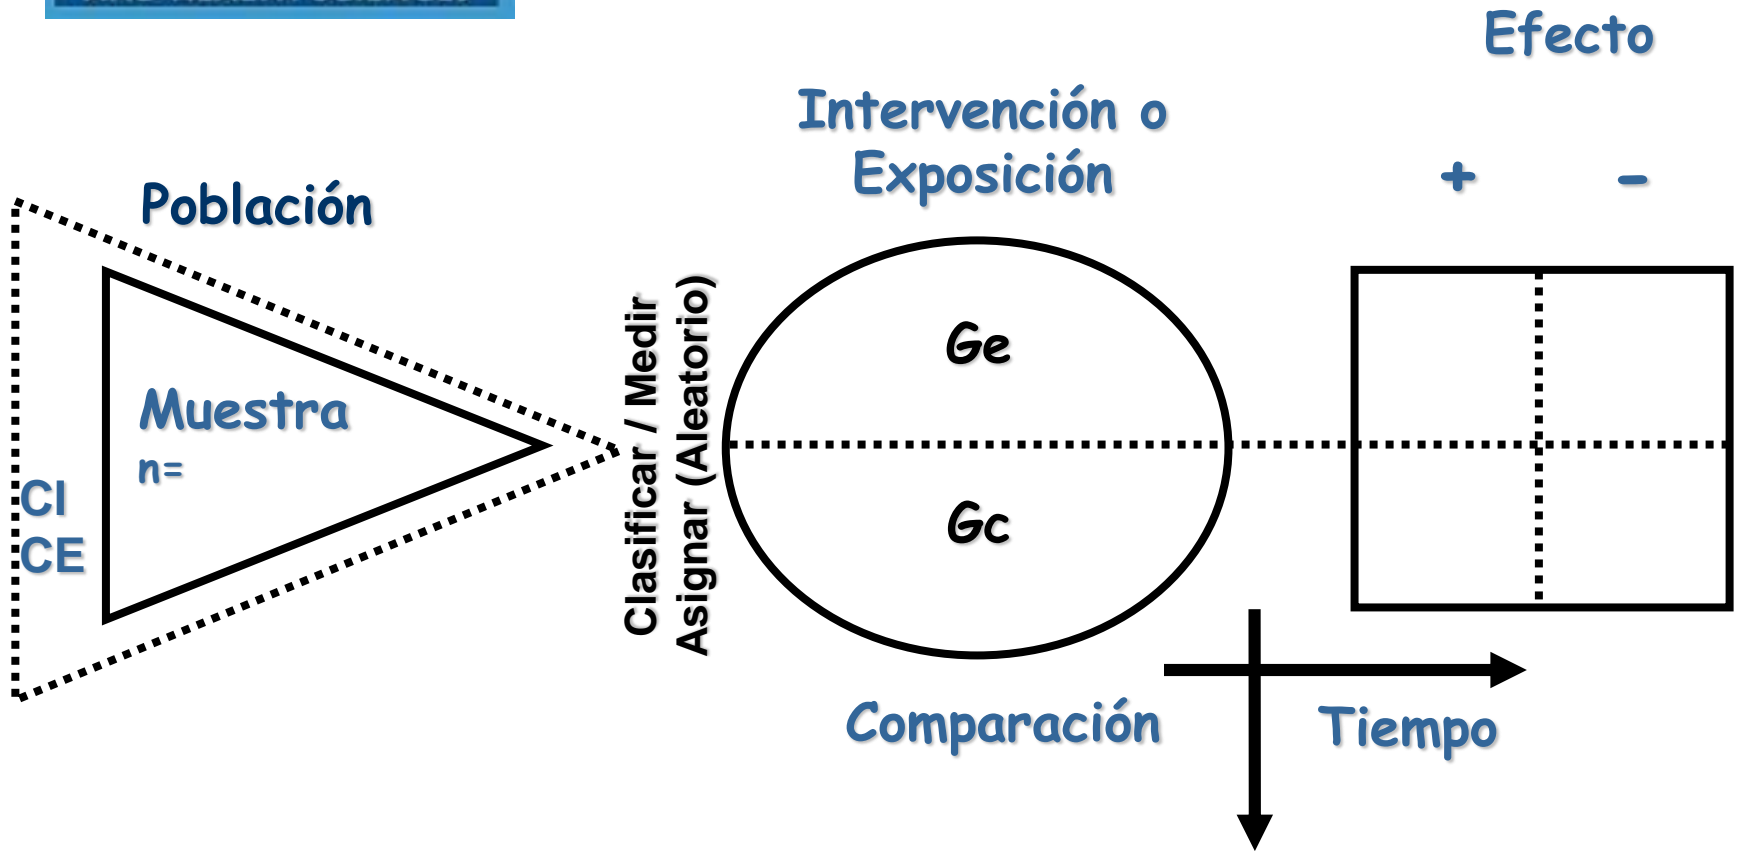 Efecto
Intervención o
Exposición
+ -
Población
Clasificar / Medir
Asignar (Aleatorio)
Ge
Muestra
n=
CI
CE
Gc
Comparación
Tiempo